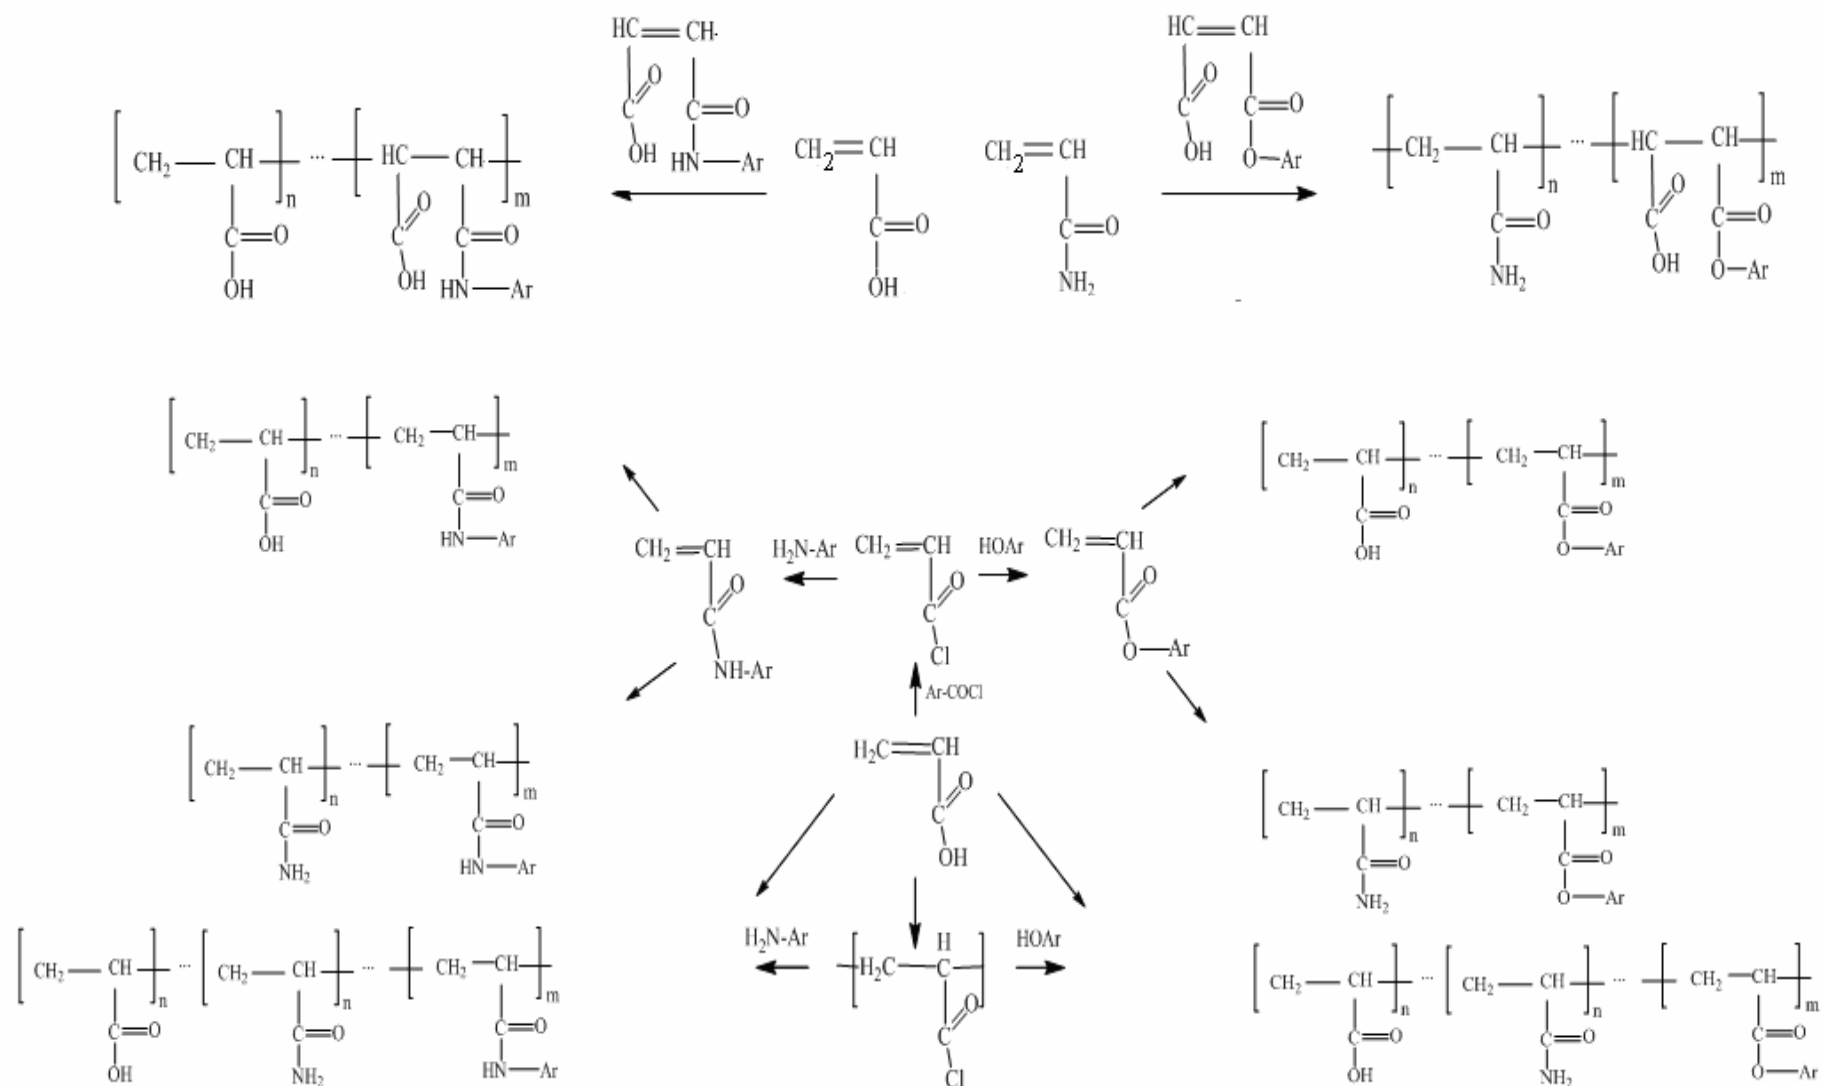 HC=CH
C=O
OH
C=O
HN—Ar
HC=CH
C=O
OH
C=O
O—Ar
[CH2—CH]n ... [HC—CH]m
C=O
OH
C=O
OH
C=O
HN—Ar
CH2=CH
C=O
OH
CH2=CH
C=O
NH2
[CH2—CH]n ... [HC—CH]m
C=O
NH2
C=O
OH
C=O
O—Ar
[CH2—CH]n ... [CH2—CH]m
C=O
OH
C=O
HN—Ar
[CH2—CH]n ... [CH2—CH]m
C=O
OH
C=O
O—Ar
CH2=CH
C=O
NH-Ar
H2N-Ar
CH2=CH
C=O
Cl
HOAr
CH2=CH
C=O
O—Ar
Ar-COCl
H2C=CH
C=O
OH
[CH2—CH]n ... [CH2—CH]m
C=O
NH2
C=O
HN—Ar
[CH2—CH]n ... [CH2—CH]m
C=O
NH2
C=O
O—Ar
[CH2—CH]n ... [CH2—CH]n ... [CH2—CH]m
C=O
OH
C=O
NH2
C=O
HN—Ar
H2N-Ar
H
[H2C—C]
C=O
Cl
HOAr
[CH2—CH]n ... [CH2—CH]n ... [CH2—CH]m
C=O
OH
C=O
NH2
C=O
O—Ar